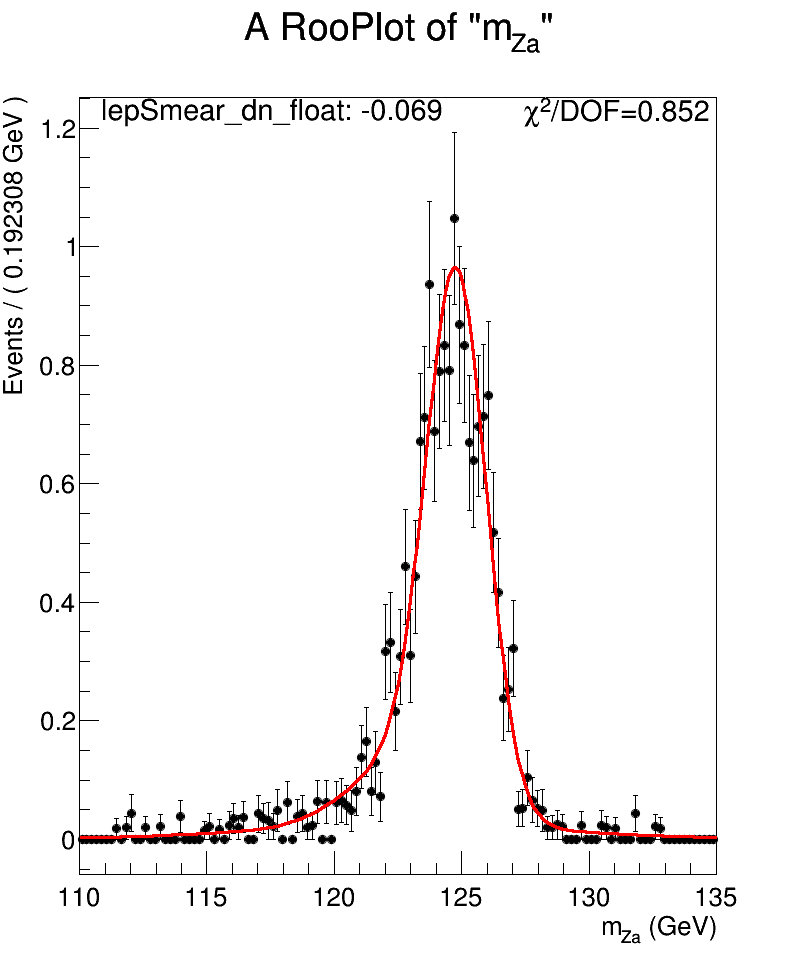 A RooPlot of "m_Za"
lepSmear_dn_float: -0.069
χ²/DOF=0.852
Events / ( 0.192308 GeV )
1.2
1
0.8
0.6
0.4
0.2
0
110 115 120 125 130 135
m_Za (GeV)